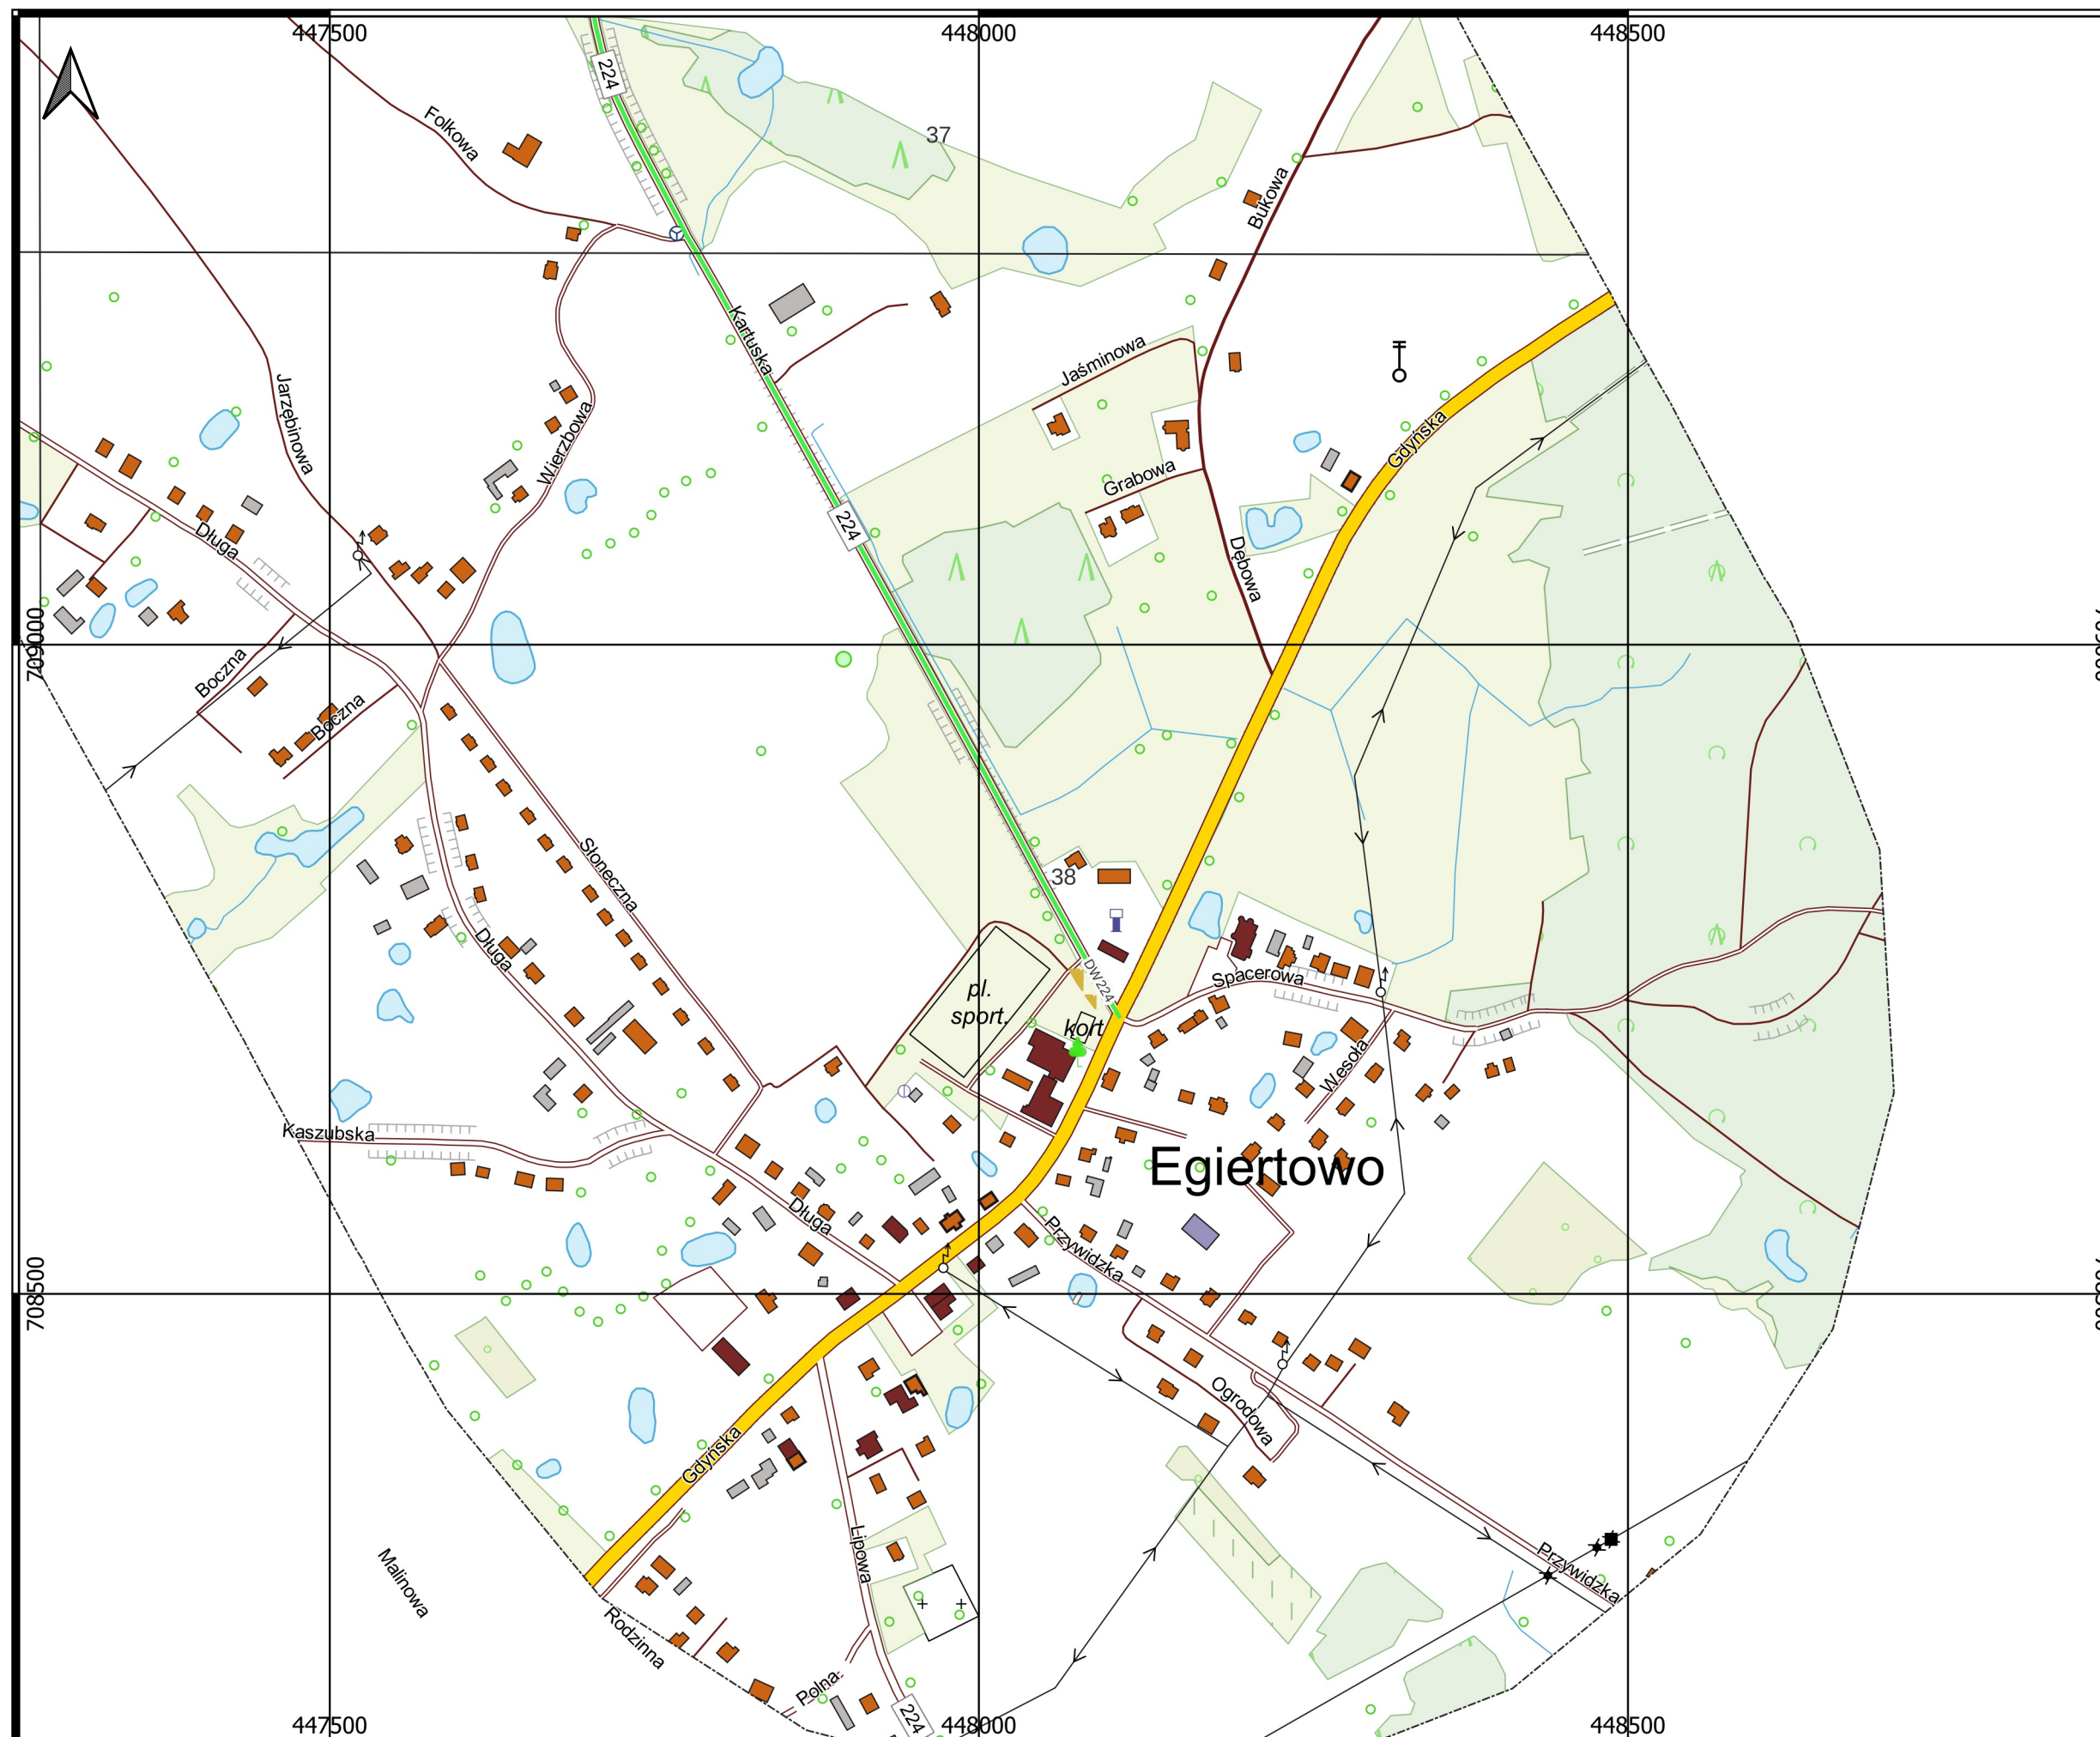 447500
448000
448500
224
Folkowa
37
Bukowa
Kartuska
Jaśminowa
Jarzębinowa
Wierzbowa
Gdyńska
Grabowa
Długa
224
Dębowa
709000
Boczna
Boczna
Słoneczna
38
Długa
DW224
Spacerowa
pl.
sport.
kort
Wesoła
Kaszubska
Egiertowo
Długa
Przywidzka
708500
Ogrodowa
Gdyńska
Lipowa
Malinowa
Przywidzka
Rodzinna
Polna
224
447500
448000
448500